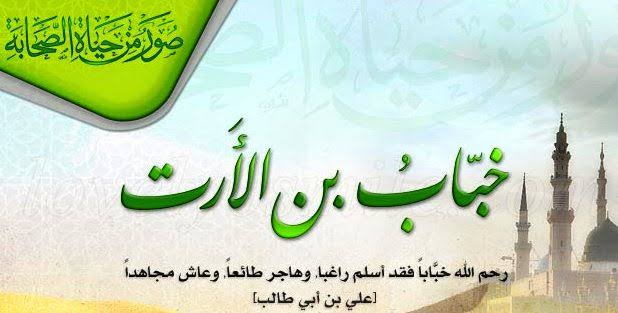 صور من حياة الصحابة
خبّابُ بن الأَرت
رحم الله خبَّاباً فقد أسلم راغبا، وهاجر طائعاً، وعاش مجاهداً
[علي بن أبي طالب]